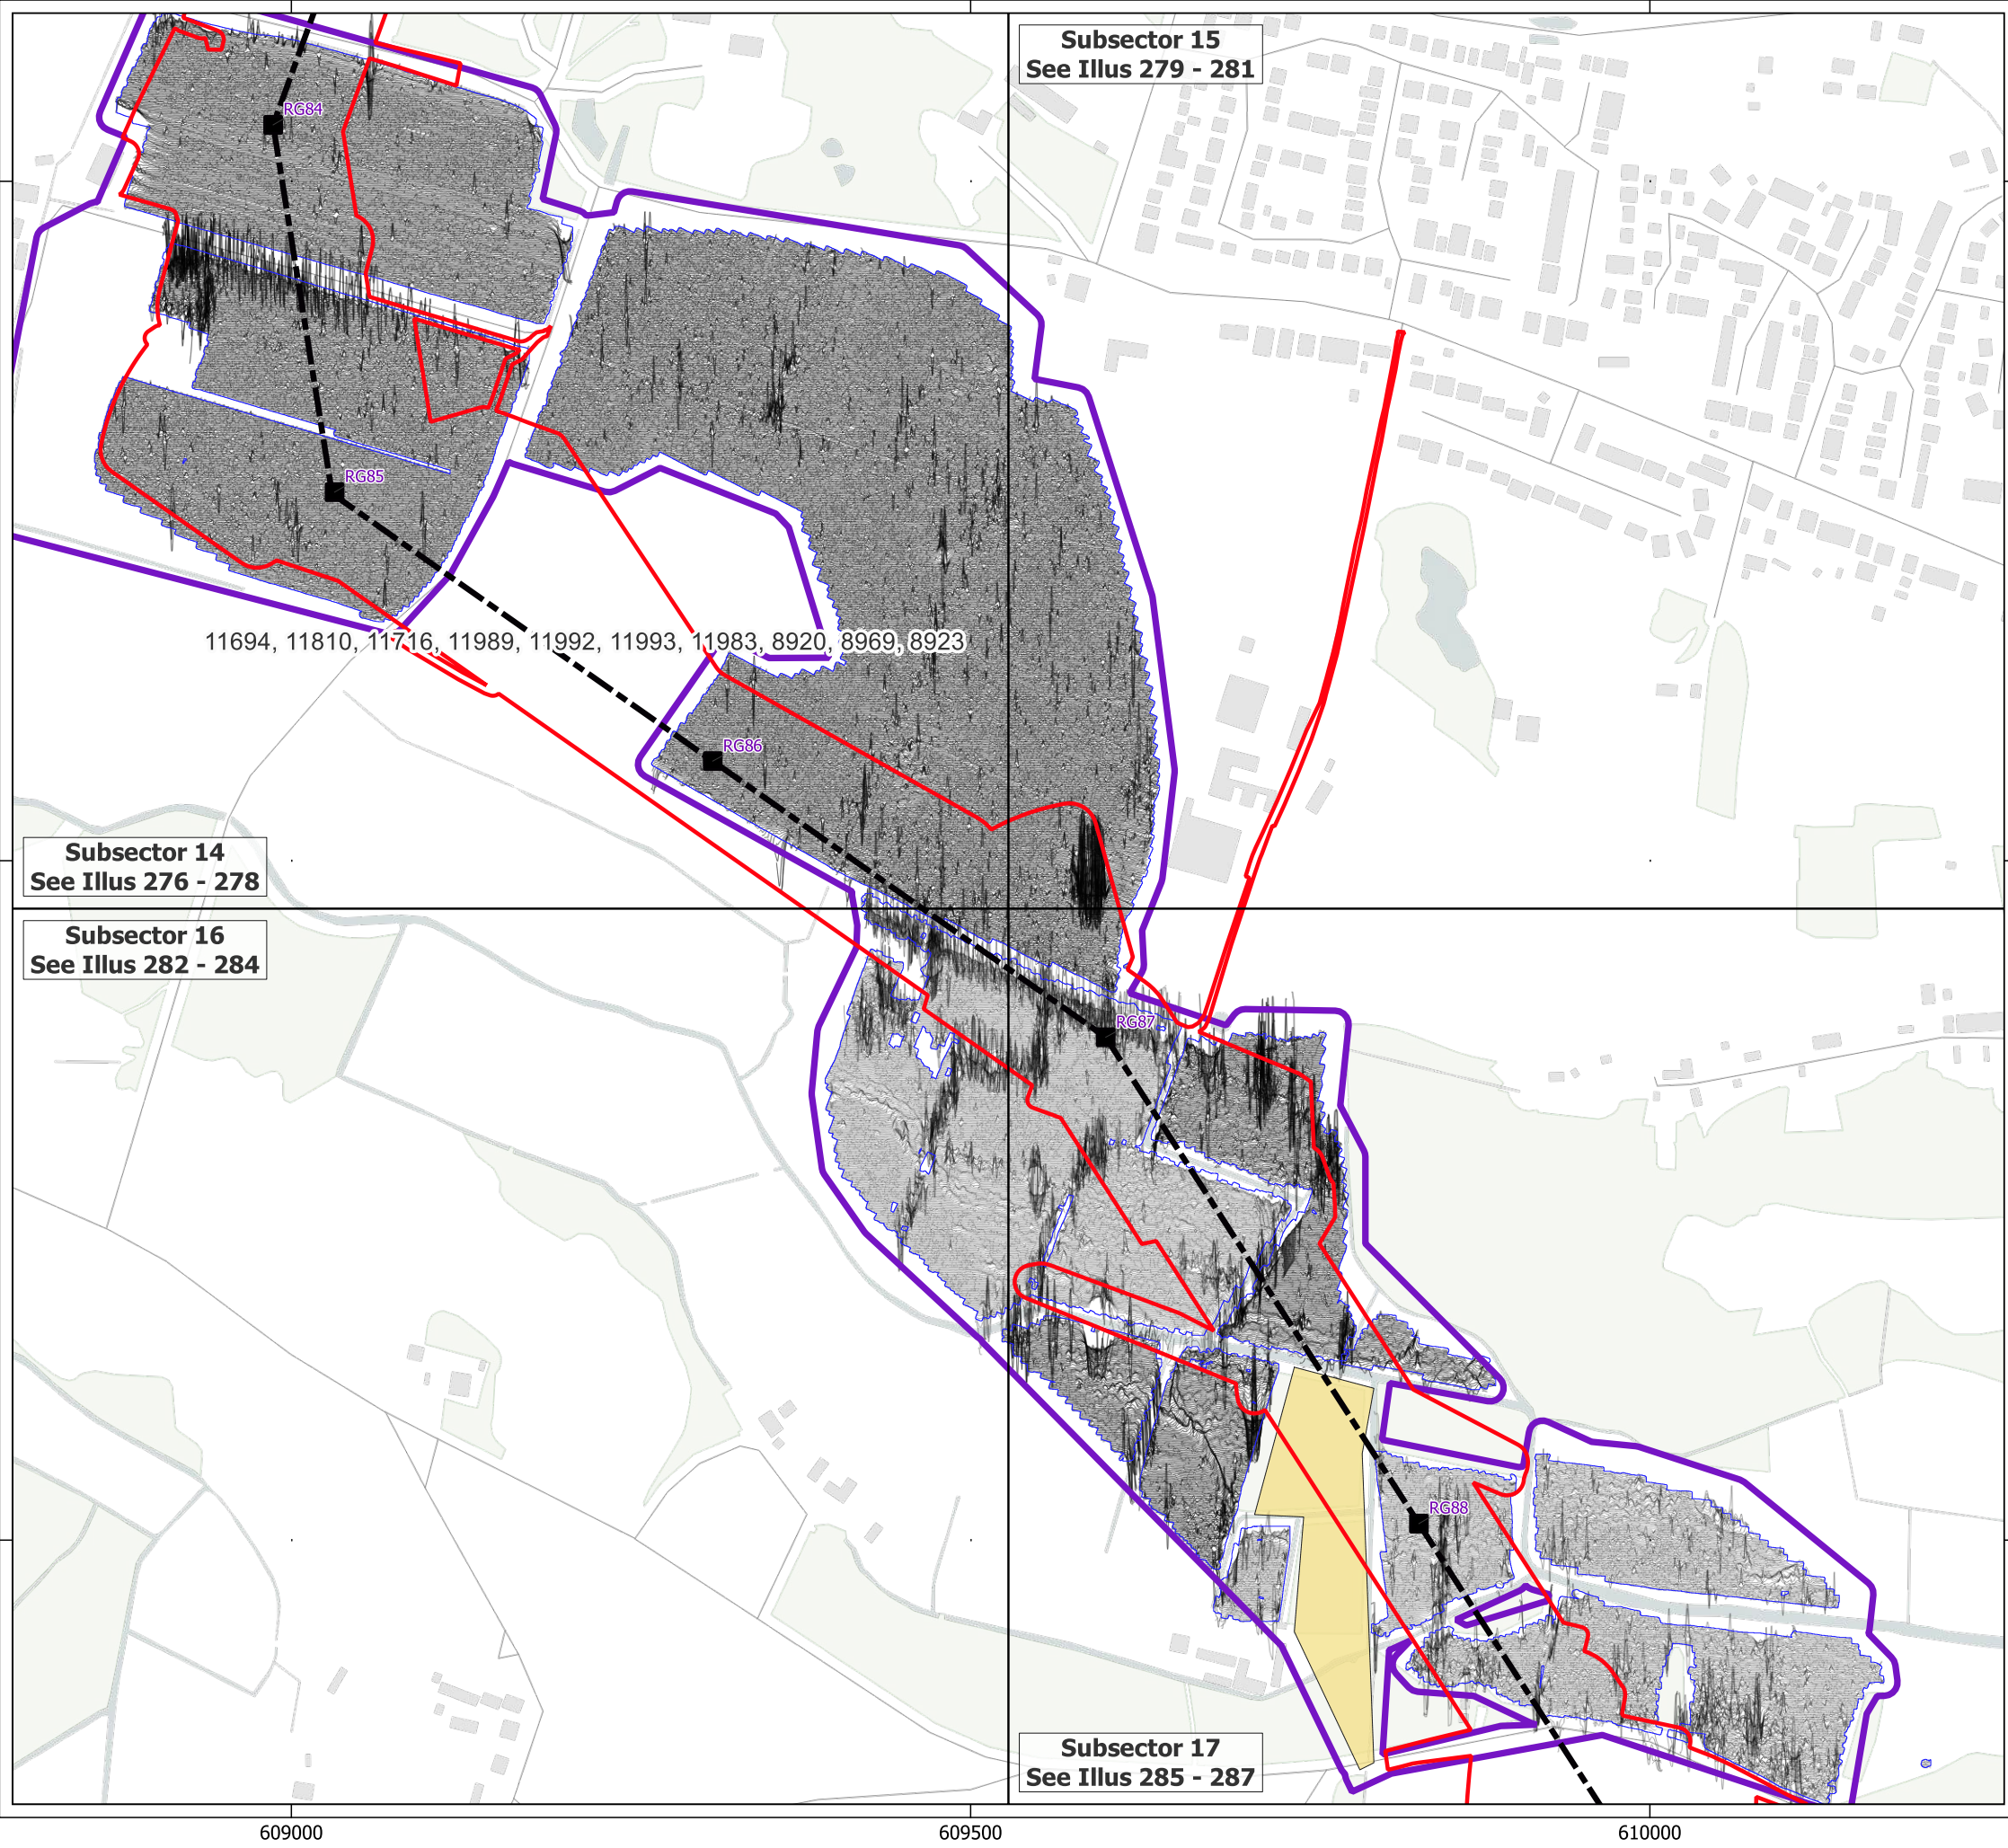 Subsector 15
See Illus 279 - 281
RG84
RG85
11694, 11810, 11716, 11989, 11992, 11993, 11983, 8920, 8969, 8923
RG86
Subsector 14
See Illus 276 - 278
Subsector 16
See Illus 282 - 284
RG87
RG88
Subsector 17
See Illus 285 - 287
609000
609500
610000